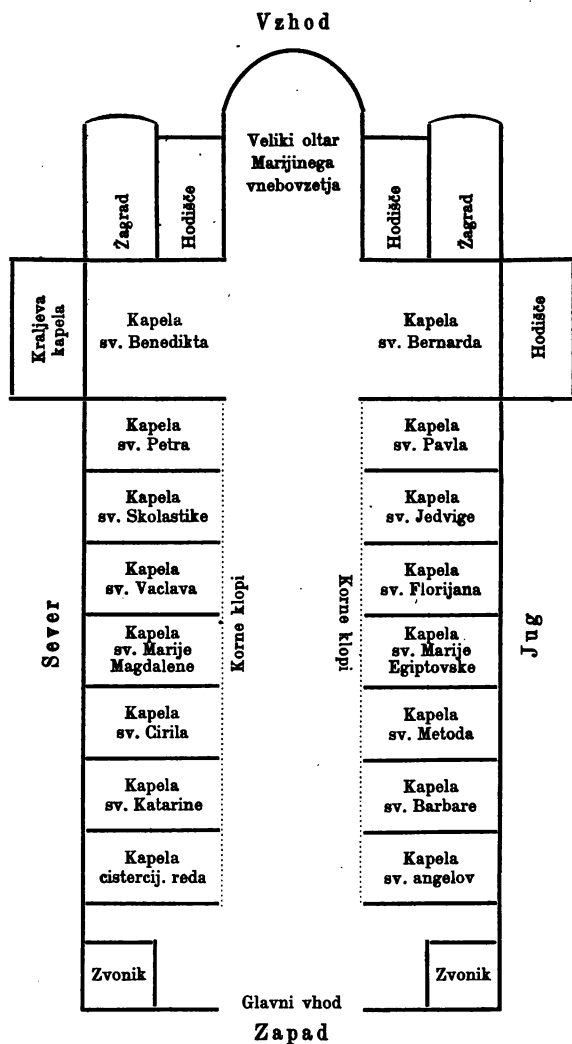 Vzhod
Veliki oltar
Marijinega
vnebovzetja
Zagrad
Hodišče
Hodišče
Zagrad
Kraljeva
kapela
Kapela
sv. Benedikta
Kapela
sv. Bernarda
Hodišče
Kapela
sv. Petra
Kapela
sv. Pavla
Kapela
sv. Skolastike
Kapela
sv. Jedvige
Kapela
sv. Vaclava
Kapela
sv. Florijana
Sever
Korne klopi
Korne klopi
Jug
Kapela
sv. Marije
Magdalene
Kapela
sv. Marije
Egiptovske
Kapela
sv. Cirila
Kapela
sv. Metoda
Kapela
sv. Katarine
Kapela
sv. Barbare
Kapela
cistercij. reda
Kapela
sv. angelov
Zvonik
Zvonik
Glavni vhod
Zapad